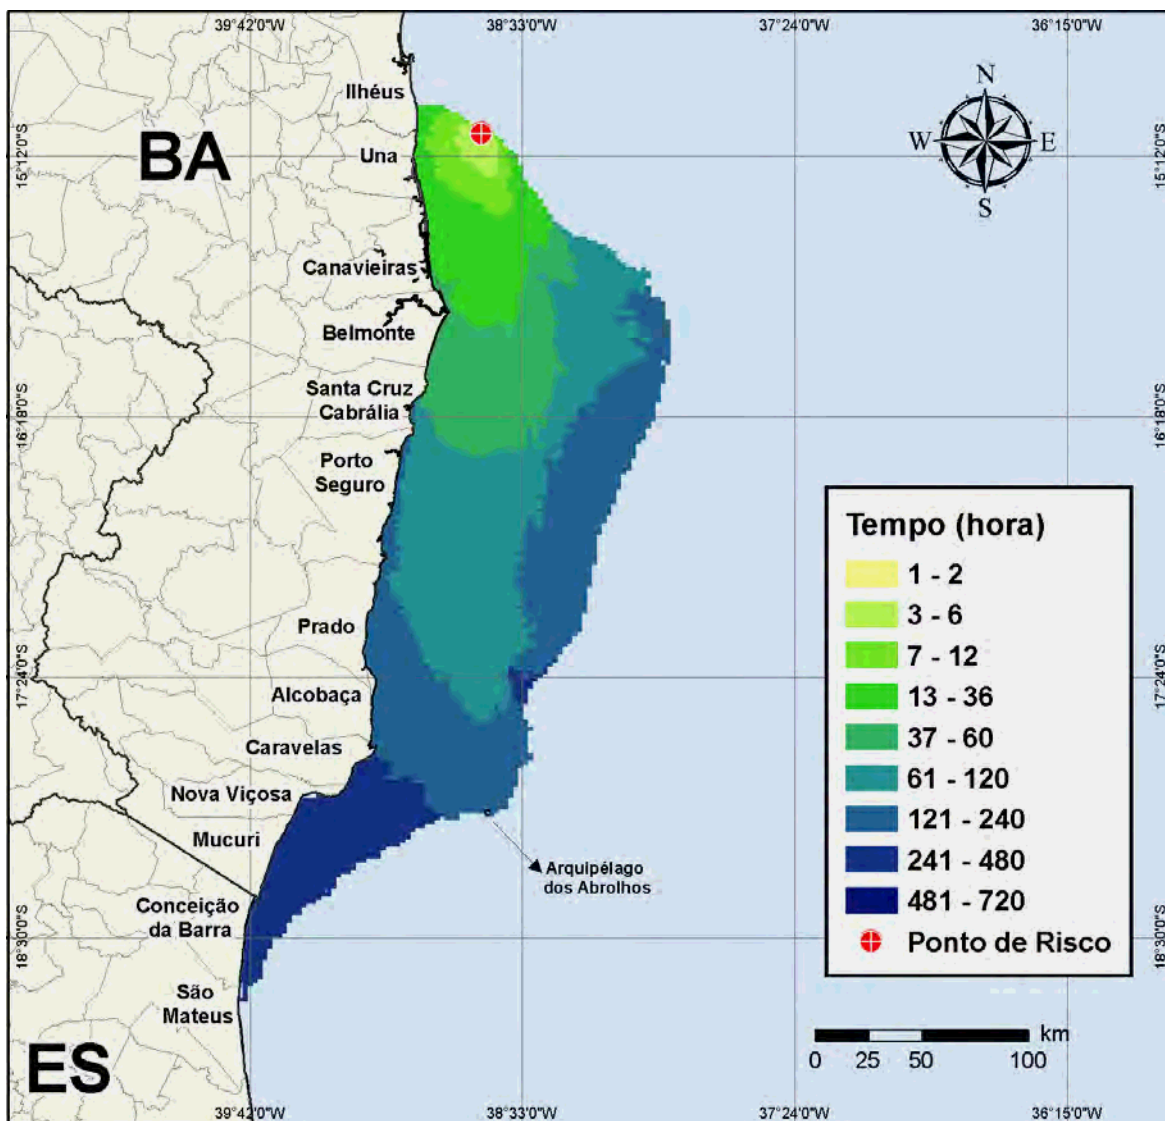 39°42'0"W
38°33'0"W
37°24'0"W
36°15'0"W
Ilhéus
BA
Una
15°12'0"S
15°12'0"S
N
W
E
S
Canavieiras
Belmonte
Santa Cruz
Cabrália
16°18'0"S
16°18'0"S
Porto
Seguro
Prado
17°24'0"S
17°24'0"S
Alcobaça
Caravelas
Nova Viçosa
Mucuri
Arquipélago
dos Abrolhos
Conceição
da Barra
18°30'0"S
18°30'0"S
São
Mateus
ES
Tempo (hora)
1 - 2
3 - 6
7 - 12
13 - 36
37 - 60
61 - 120
121 - 240
241 - 480
481 - 720
Ponto de Risco
km
0 25 50 100
39°42'0"W
38°33'0"W
37°24'0"W
36°15'0"W